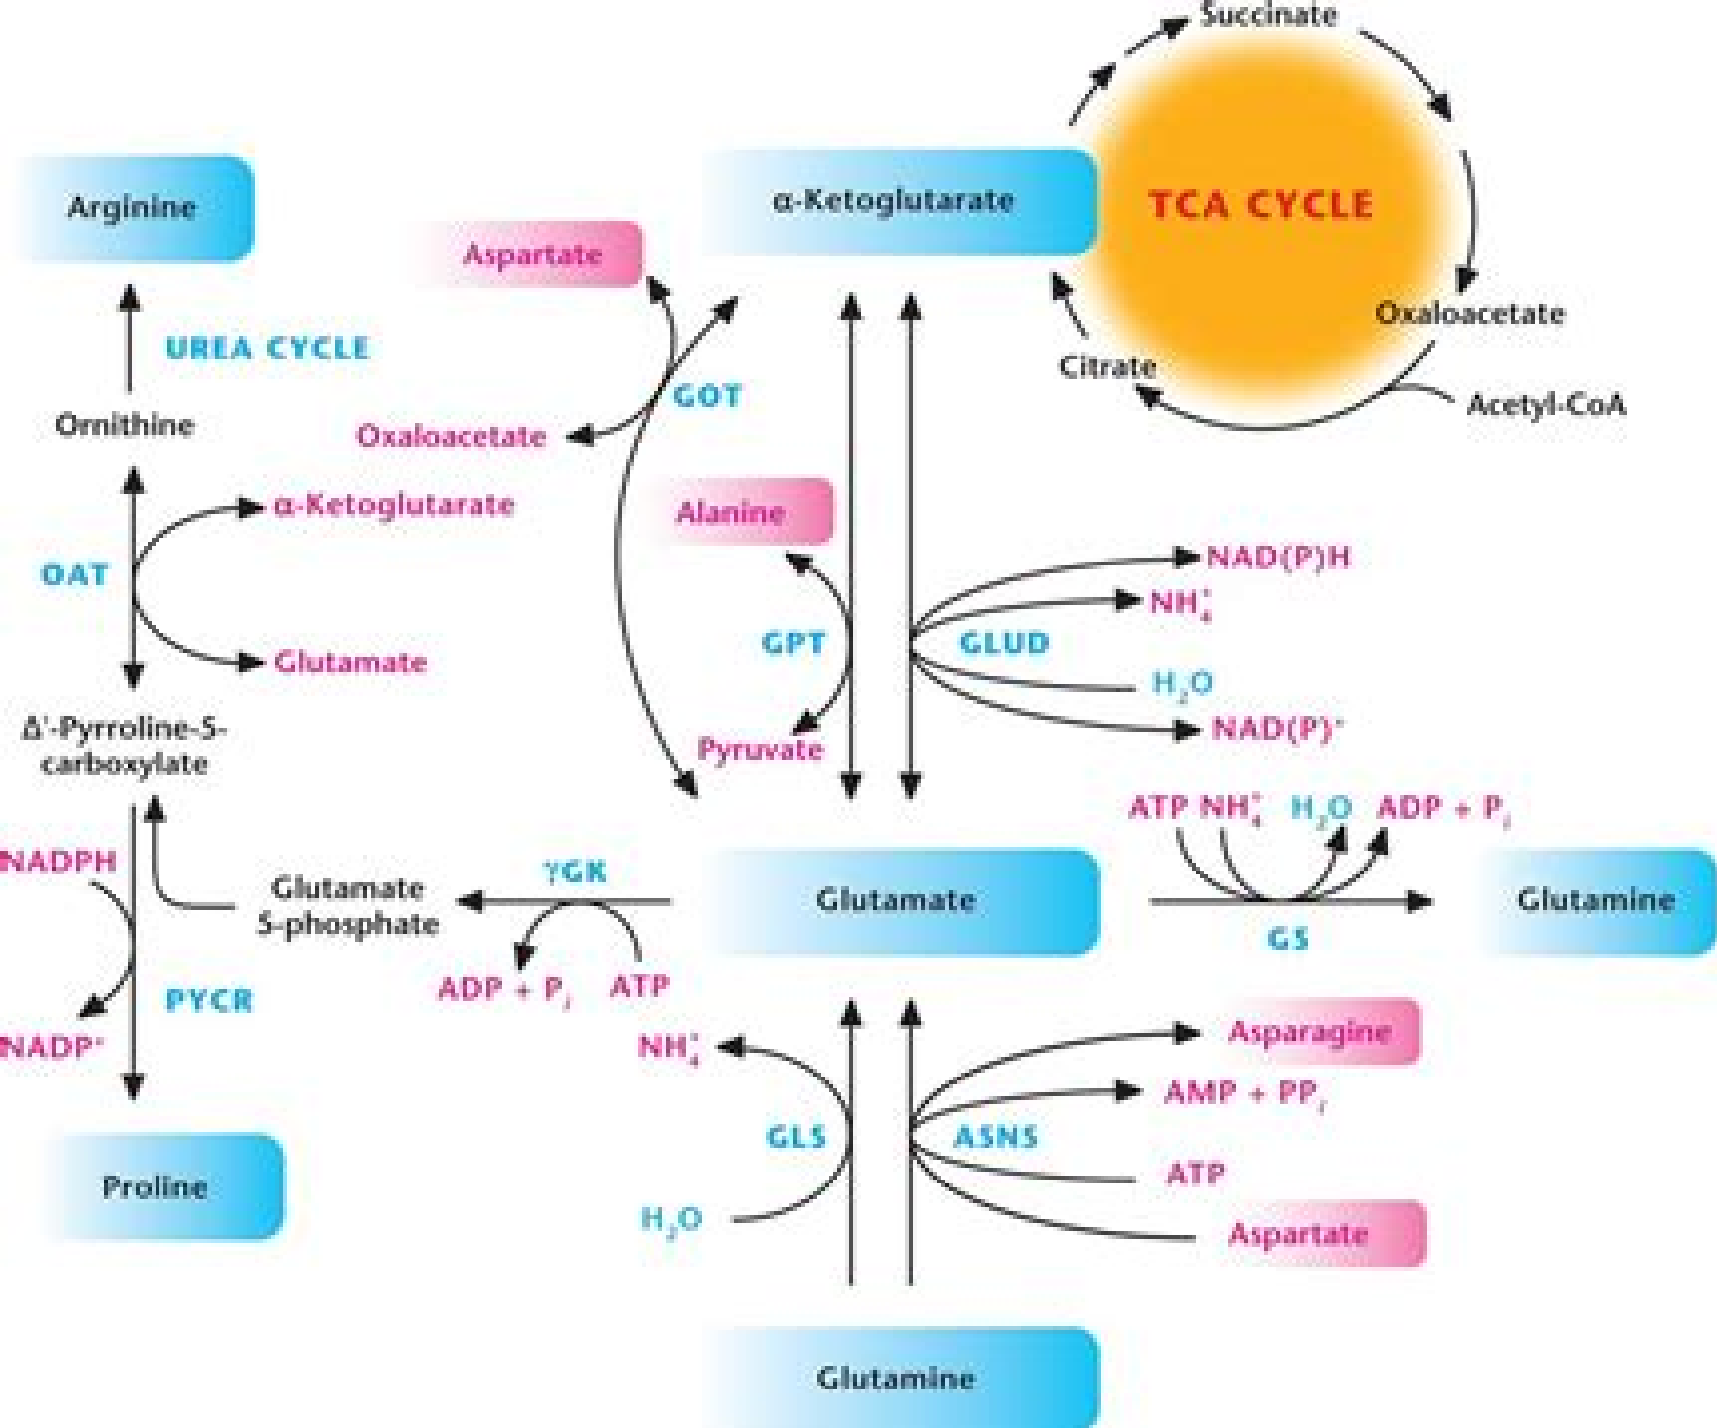 Succinate
Arginine
α-Ketoglutarate
TCA CYCLE
Aspartate
Oxaloacetate
UREA CYCLE
Citrate
GOT
Acetyl-CoA
Ornithine
Oxaloacetate
α-Ketoglutarate
Alanine
NAD(P)H
OAT
NH₄⁺
GPT
GLUD
Glutamate
H₂O
NAD(P)⁺
Δ'-Pyrroline-5-
carboxylate
Pyruvate
ATP NH₄⁺ H₂O ADP + Pᵢ
NADPH
γGK
Glutamate
5-phosphate
Glutamate
Glutamine
GS
ADP + Pᵢ ATP
PYCR
NADP⁺
NH₄⁺
Asparagine
AMP + PPᵢ
GLS
ASNS
ATP
Proline
H₂O
Aspartate
Glutamine